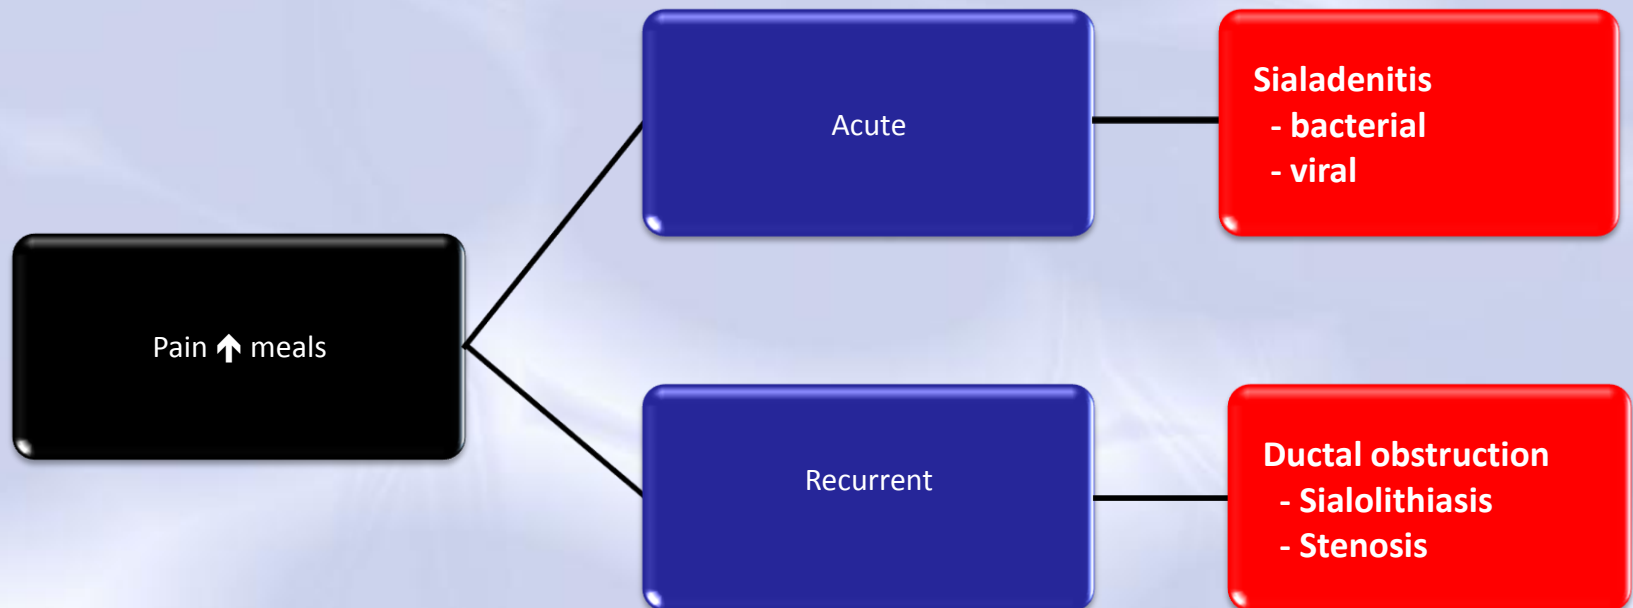 Acute
Sialadenitis
- bacterial
- viral
Pain ↑ meals
Recurrent
Ductal obstruction
- Sialolithiasis
- Stenosis